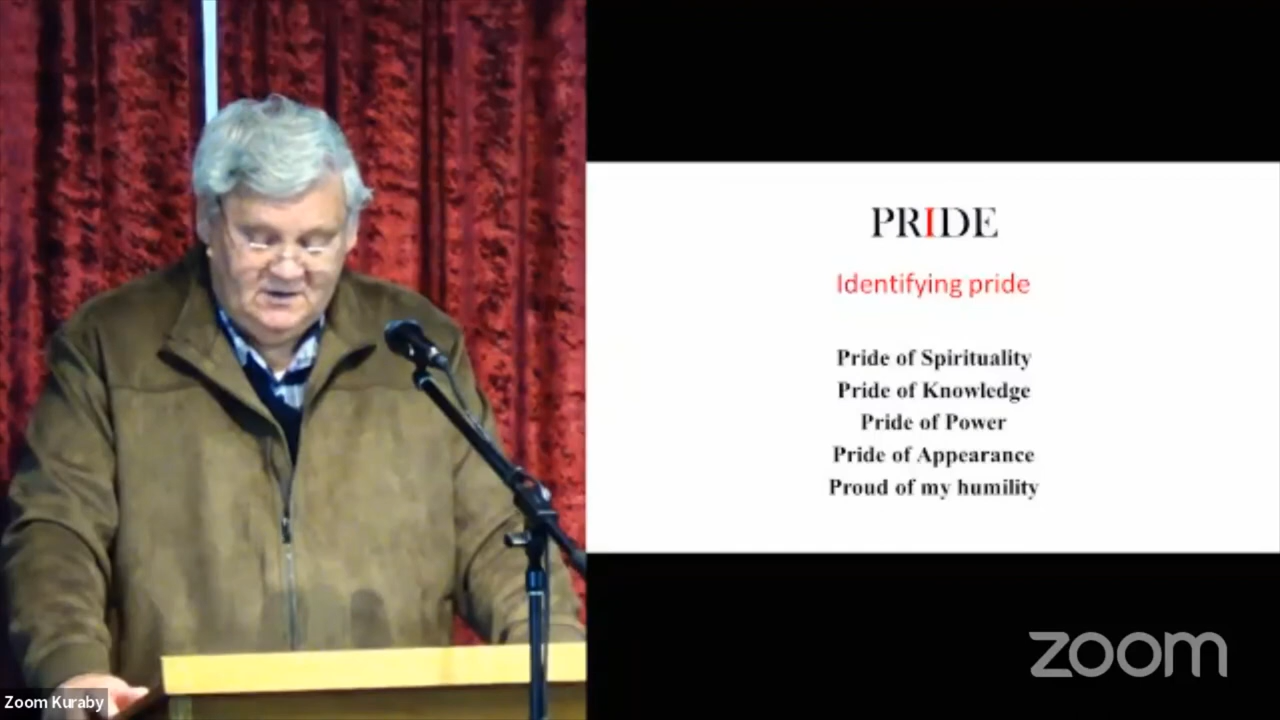 PRIDE
Identifying pride
Pride of Spirituality
Pride of Knowledge
Pride of Power
Pride of Appearance
Proud of my humility
zoom
Zoom Kuraby